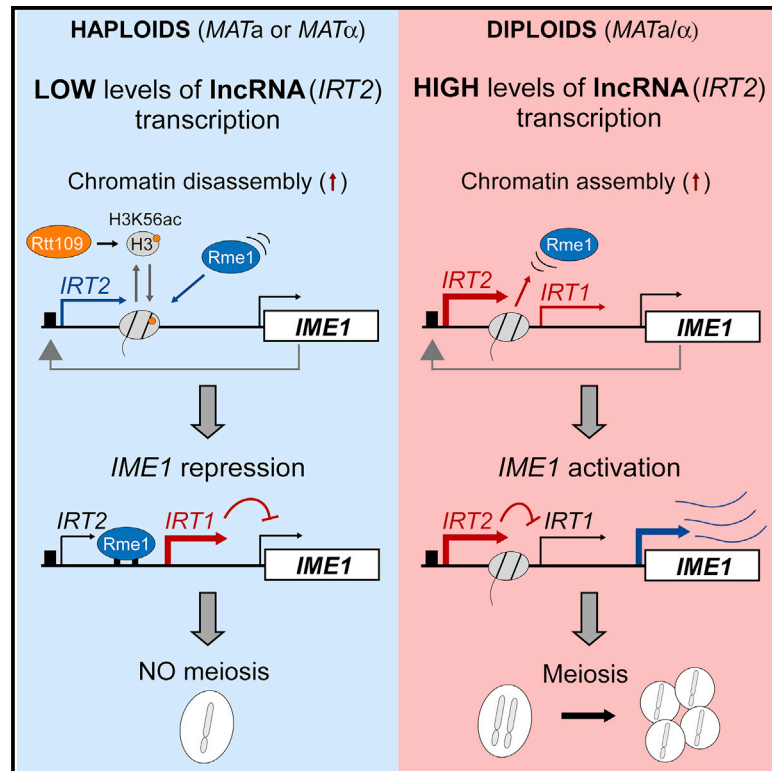 HAPLOIDS (MATa or MATα)
LOW levels of lncRNA (IRT2)
transcription
Chromatin disassembly (↑)
H3K56ac
Rtt109
H3
Rme1
IRT2
IME1
IME1 repression
IRT2
Rme1
IRT1
IME1
NO meiosis
DIPLOIDS (MATa/α)
HIGH levels of lncRNA (IRT2)
transcription
Chromatin assembly (↑)
Rme1
IRT2
IRT1
IME1
IME1 activation
IRT2
IRT1
IME1
Meiosis